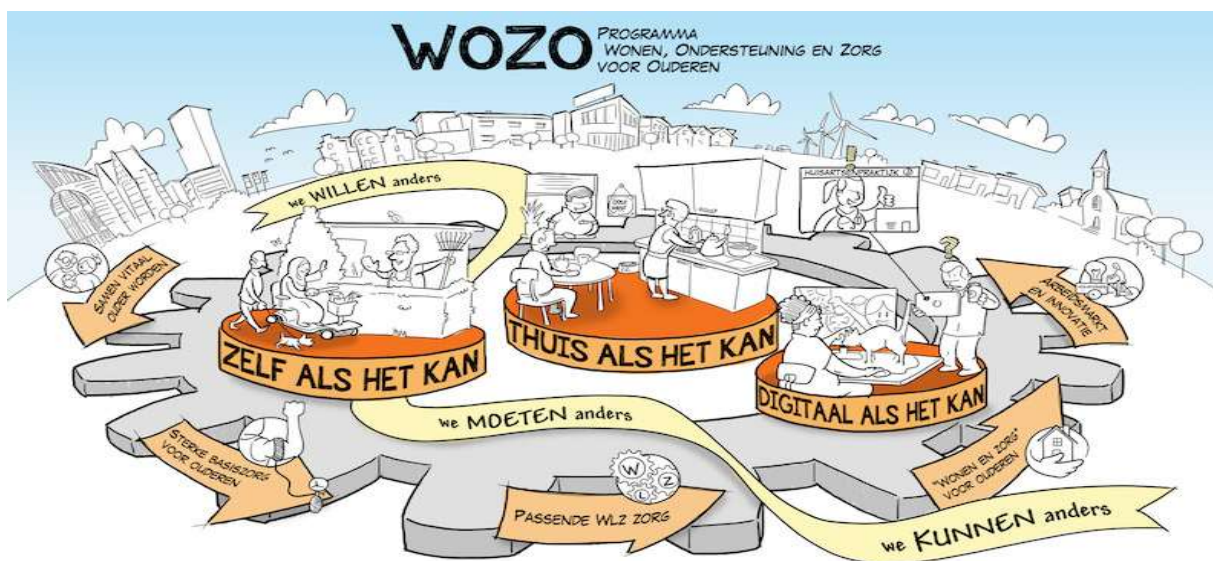 WOZO
PROGRAMMA
WONEN, ONDERSTEUNING EN ZORG
VOOR OUDEREN
we WILLEN anders
HUISARTSENPRAKTIJK
SAMEN VITAAL
OUDER WORDEN
ARBEIDSMARKT
EN INNOVATIE
ZELF ALS HET KAN
THUIS ALS HET KAN
DIGITAAL ALS HET KAN
we MOETEN anders
STERKE BASISZORG
VOOR OUDEREN
W
L Z
PASSENDE WLZ ZORG
"WONEN EN ZORG"
VOOR OUDEREN
we KUNNEN anders